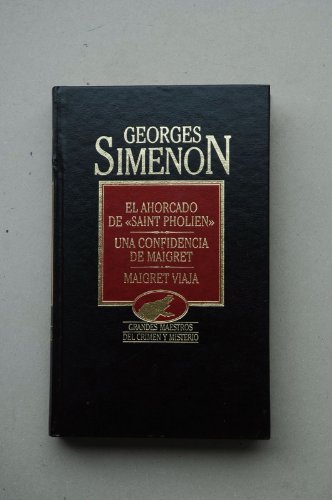 GEORGES
SIMENON
EL AHORCADO
DE «SAINT PHOLIEN»
UNA CONFIDENCIA
DE MAIGRET
MAIGRET VIAJA
GRANDES MAESTROS
DEL CRIMEN Y MISTERIO